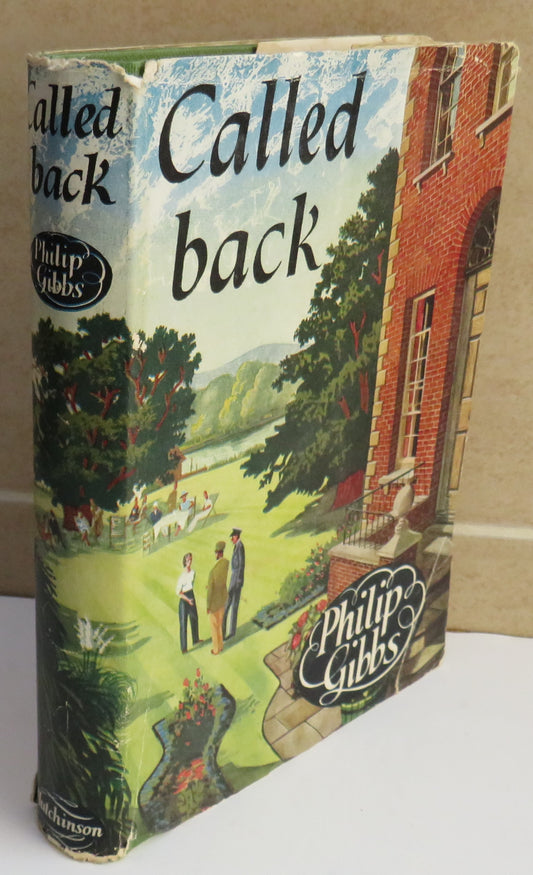 Called
back
Philip
Gibbs
Hutchinson
Called
back
Philip
Gibbs